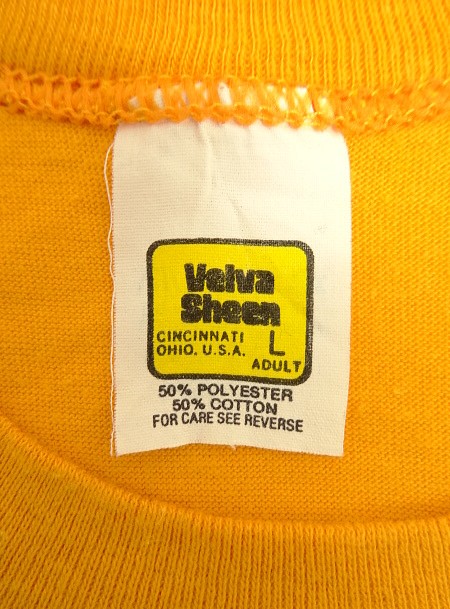 Velva
Sheen
CINCINNATI
OHIO, U.S.A.
L
ADULT
50% POLYESTER
50% COTTON
FOR CARE SEE REVERSE